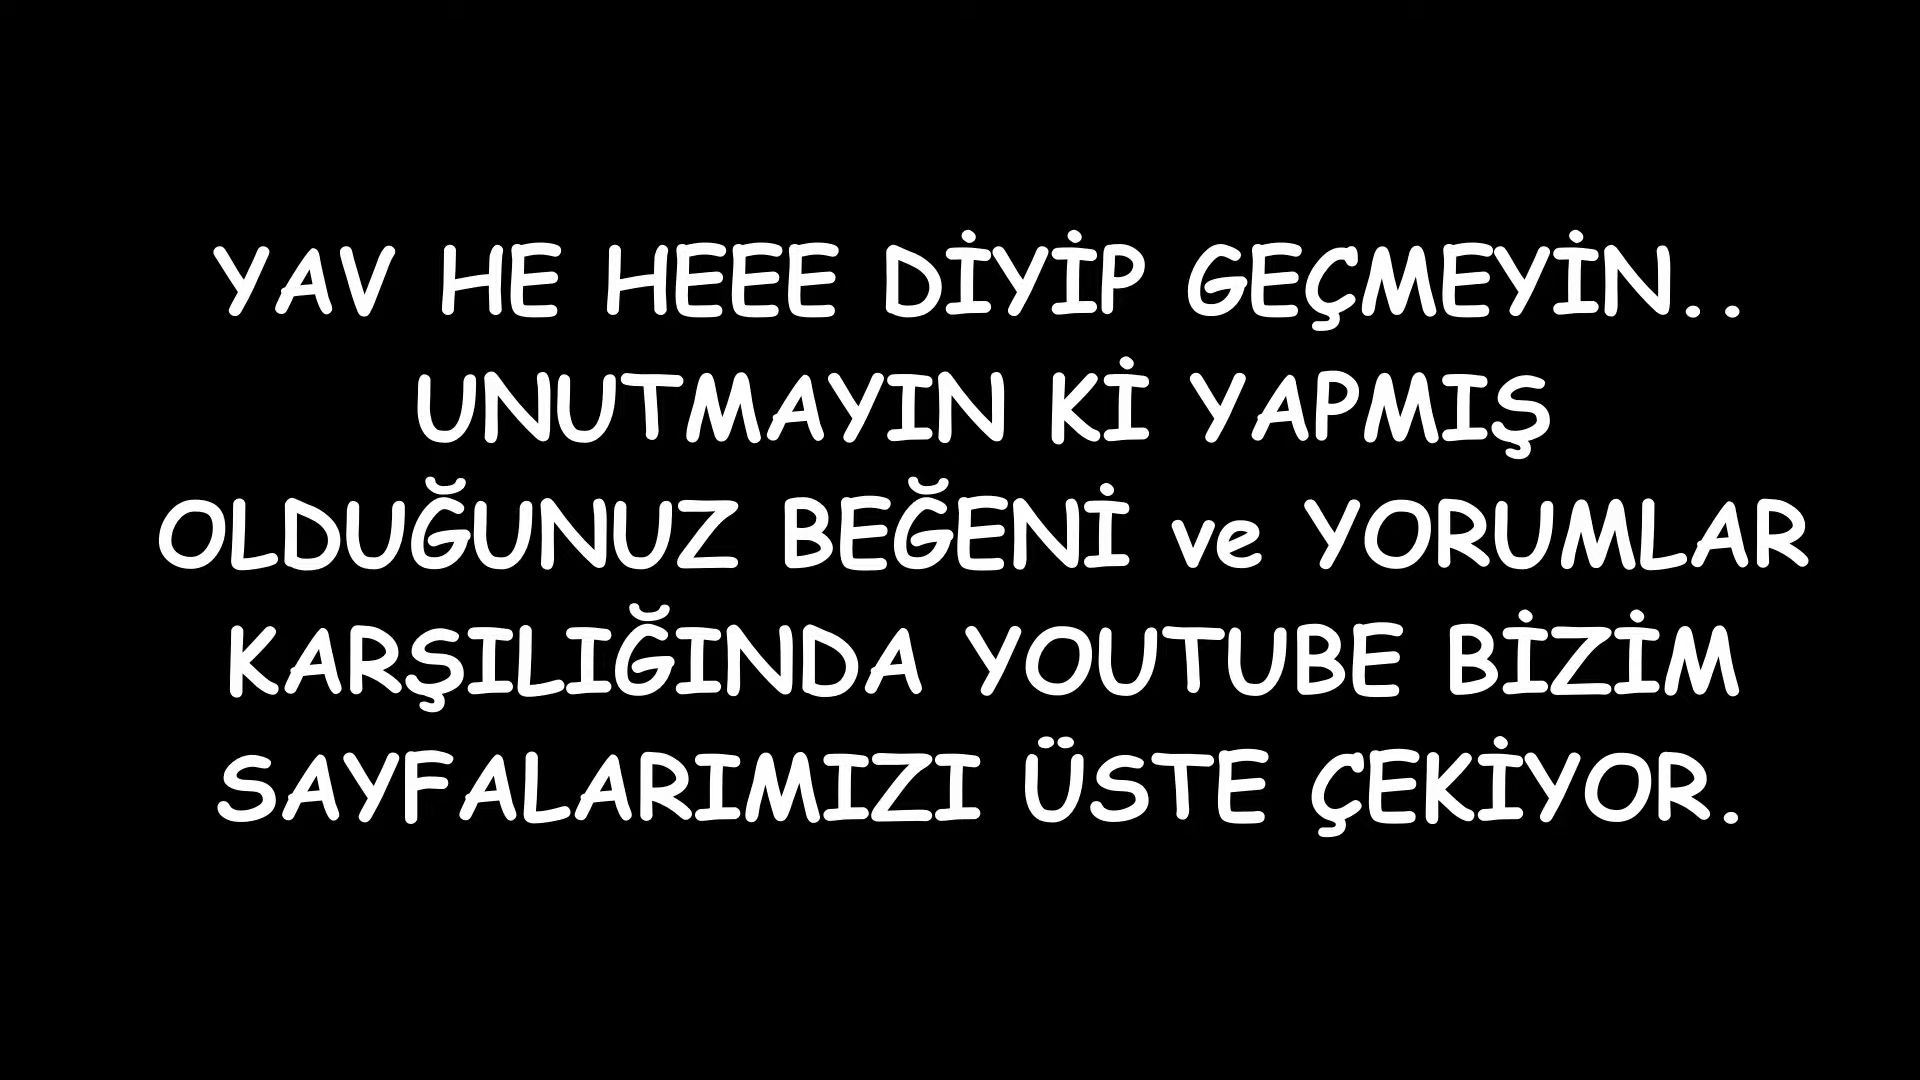 YAV HE HEEE DİYİP GEÇMEYİN..
UNUTMAYIN Kİ YAPMIŞ
OLDUĞUNUZ BEĞENİ ve YORUMLAR
KARŞILIĞINDA YOUTUBE BİZİM
SAYFALARIMIZI ÜSTE ÇEKİYOR.